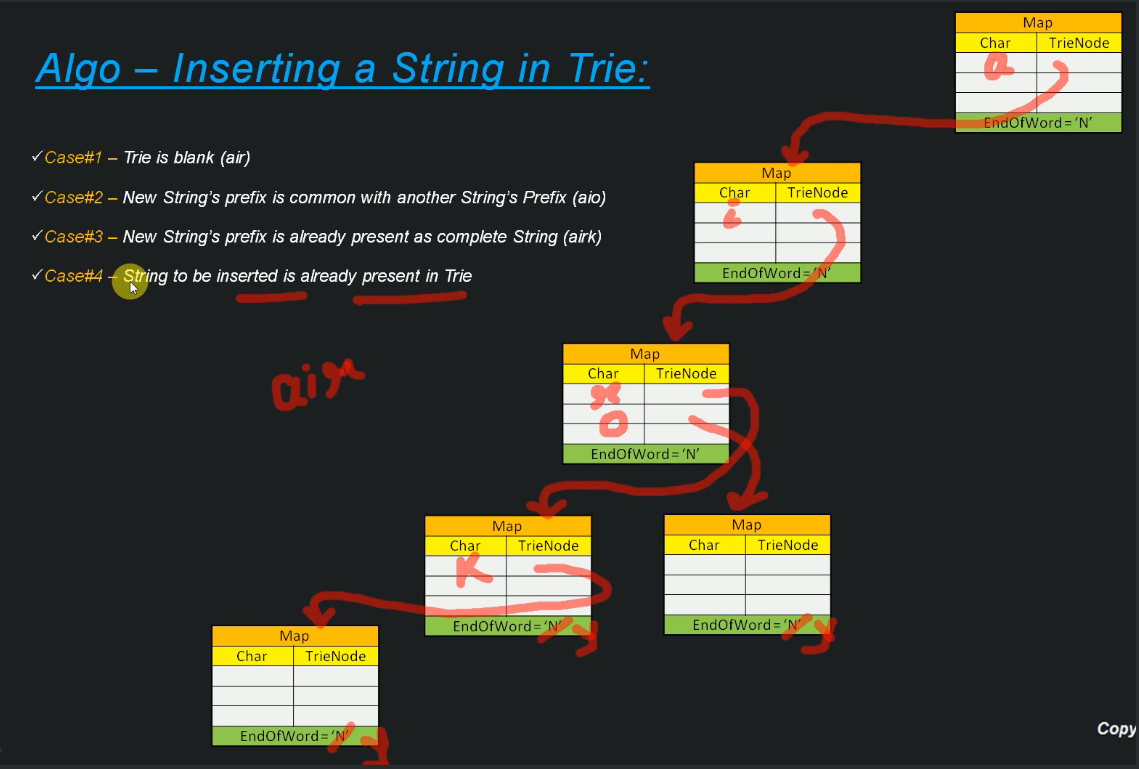 Algo – Inserting a String in Trie:
✓Case#1 – Trie is blank (air)
✓Case#2 – New String's prefix is common with another String's Prefix (aio)
✓Case#3 – New String's prefix is already present as complete String (airk)
✓Case#4 – String to be inserted is already present in Trie
air
Map
Char TrieNode
a
EndOfWord = 'N'
Map
Char TrieNode
i
EndOfWord = 'N'
Map
Char TrieNode
r
o
EndOfWord = 'N'
Map
Char TrieNode
K
EndOfWord = 'N' y
Map
Char TrieNode
EndOfWord = 'N' y
Map
Char TrieNode
EndOfWord = 'N' y
Copy